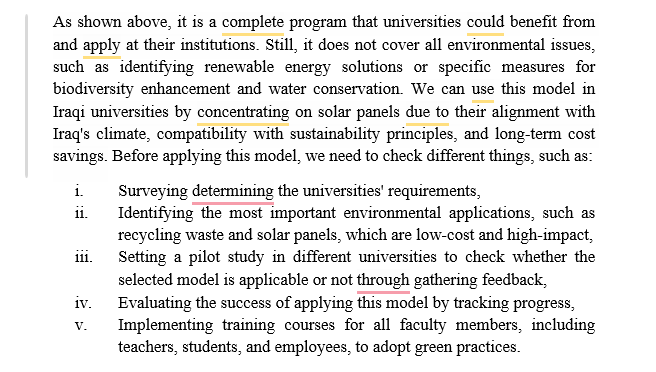 As shown above, it is a complete program that universities could benefit from
and apply at their institutions. Still, it does not cover all environmental issues,
such as identifying renewable energy solutions or specific measures for
biodiversity enhancement and water conservation. We can use this model in
Iraqi universities by concentrating on solar panels due to their alignment with
Iraq's climate, compatibility with sustainability principles, and long-term cost
savings. Before applying this model, we need to check different things, such as:
i. Surveying determining the universities' requirements,
ii. Identifying the most important environmental applications, such as
recycling waste and solar panels, which are low-cost and high-impact,
iii. Setting a pilot study in different universities to check whether the
selected model is applicable or not through gathering feedback,
iv. Evaluating the success of applying this model by tracking progress,
v. Implementing training courses for all faculty members, including
teachers, students, and employees, to adopt green practices.